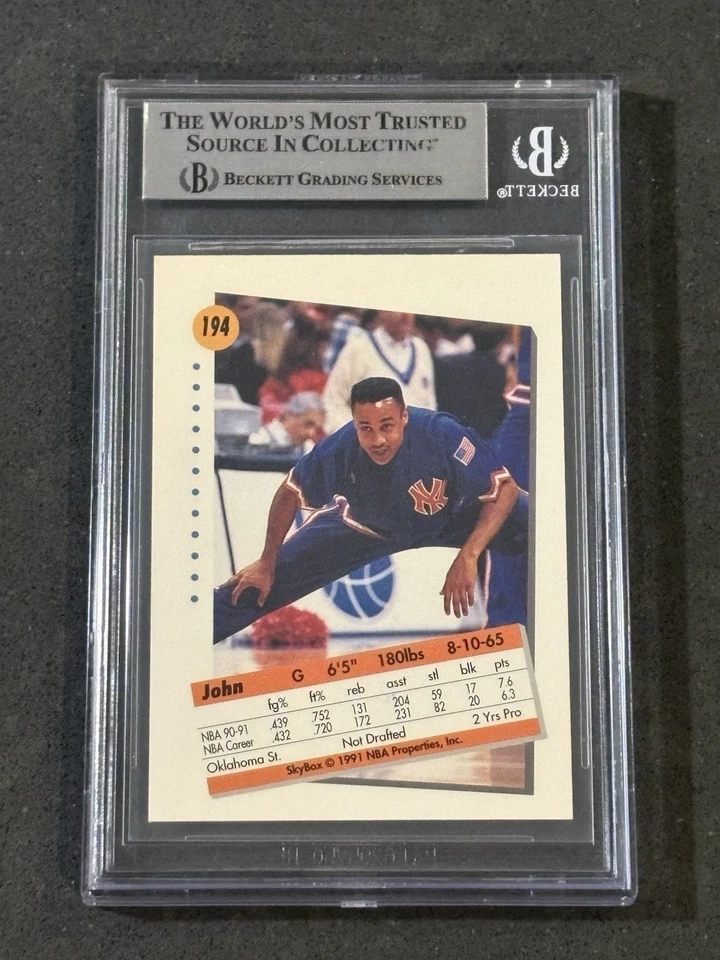 THE WORLD'S MOST TRUSTED
SOURCE IN COLLECTING™
B BECKETT GRADING SERVICES
B
BECKETT®
194
NY
John G 6'5" 180lbs 8-10-65
fg% ft% reb asst stl blk pts
NBA 90-91 .439 .752 131 204 59 17 7.6
NBA Career .432 .720 172 231 82 20 6.3
Oklahoma St. Not Drafted 2 Yrs Pro
SkyBox © 1991 NBA Properties, Inc.